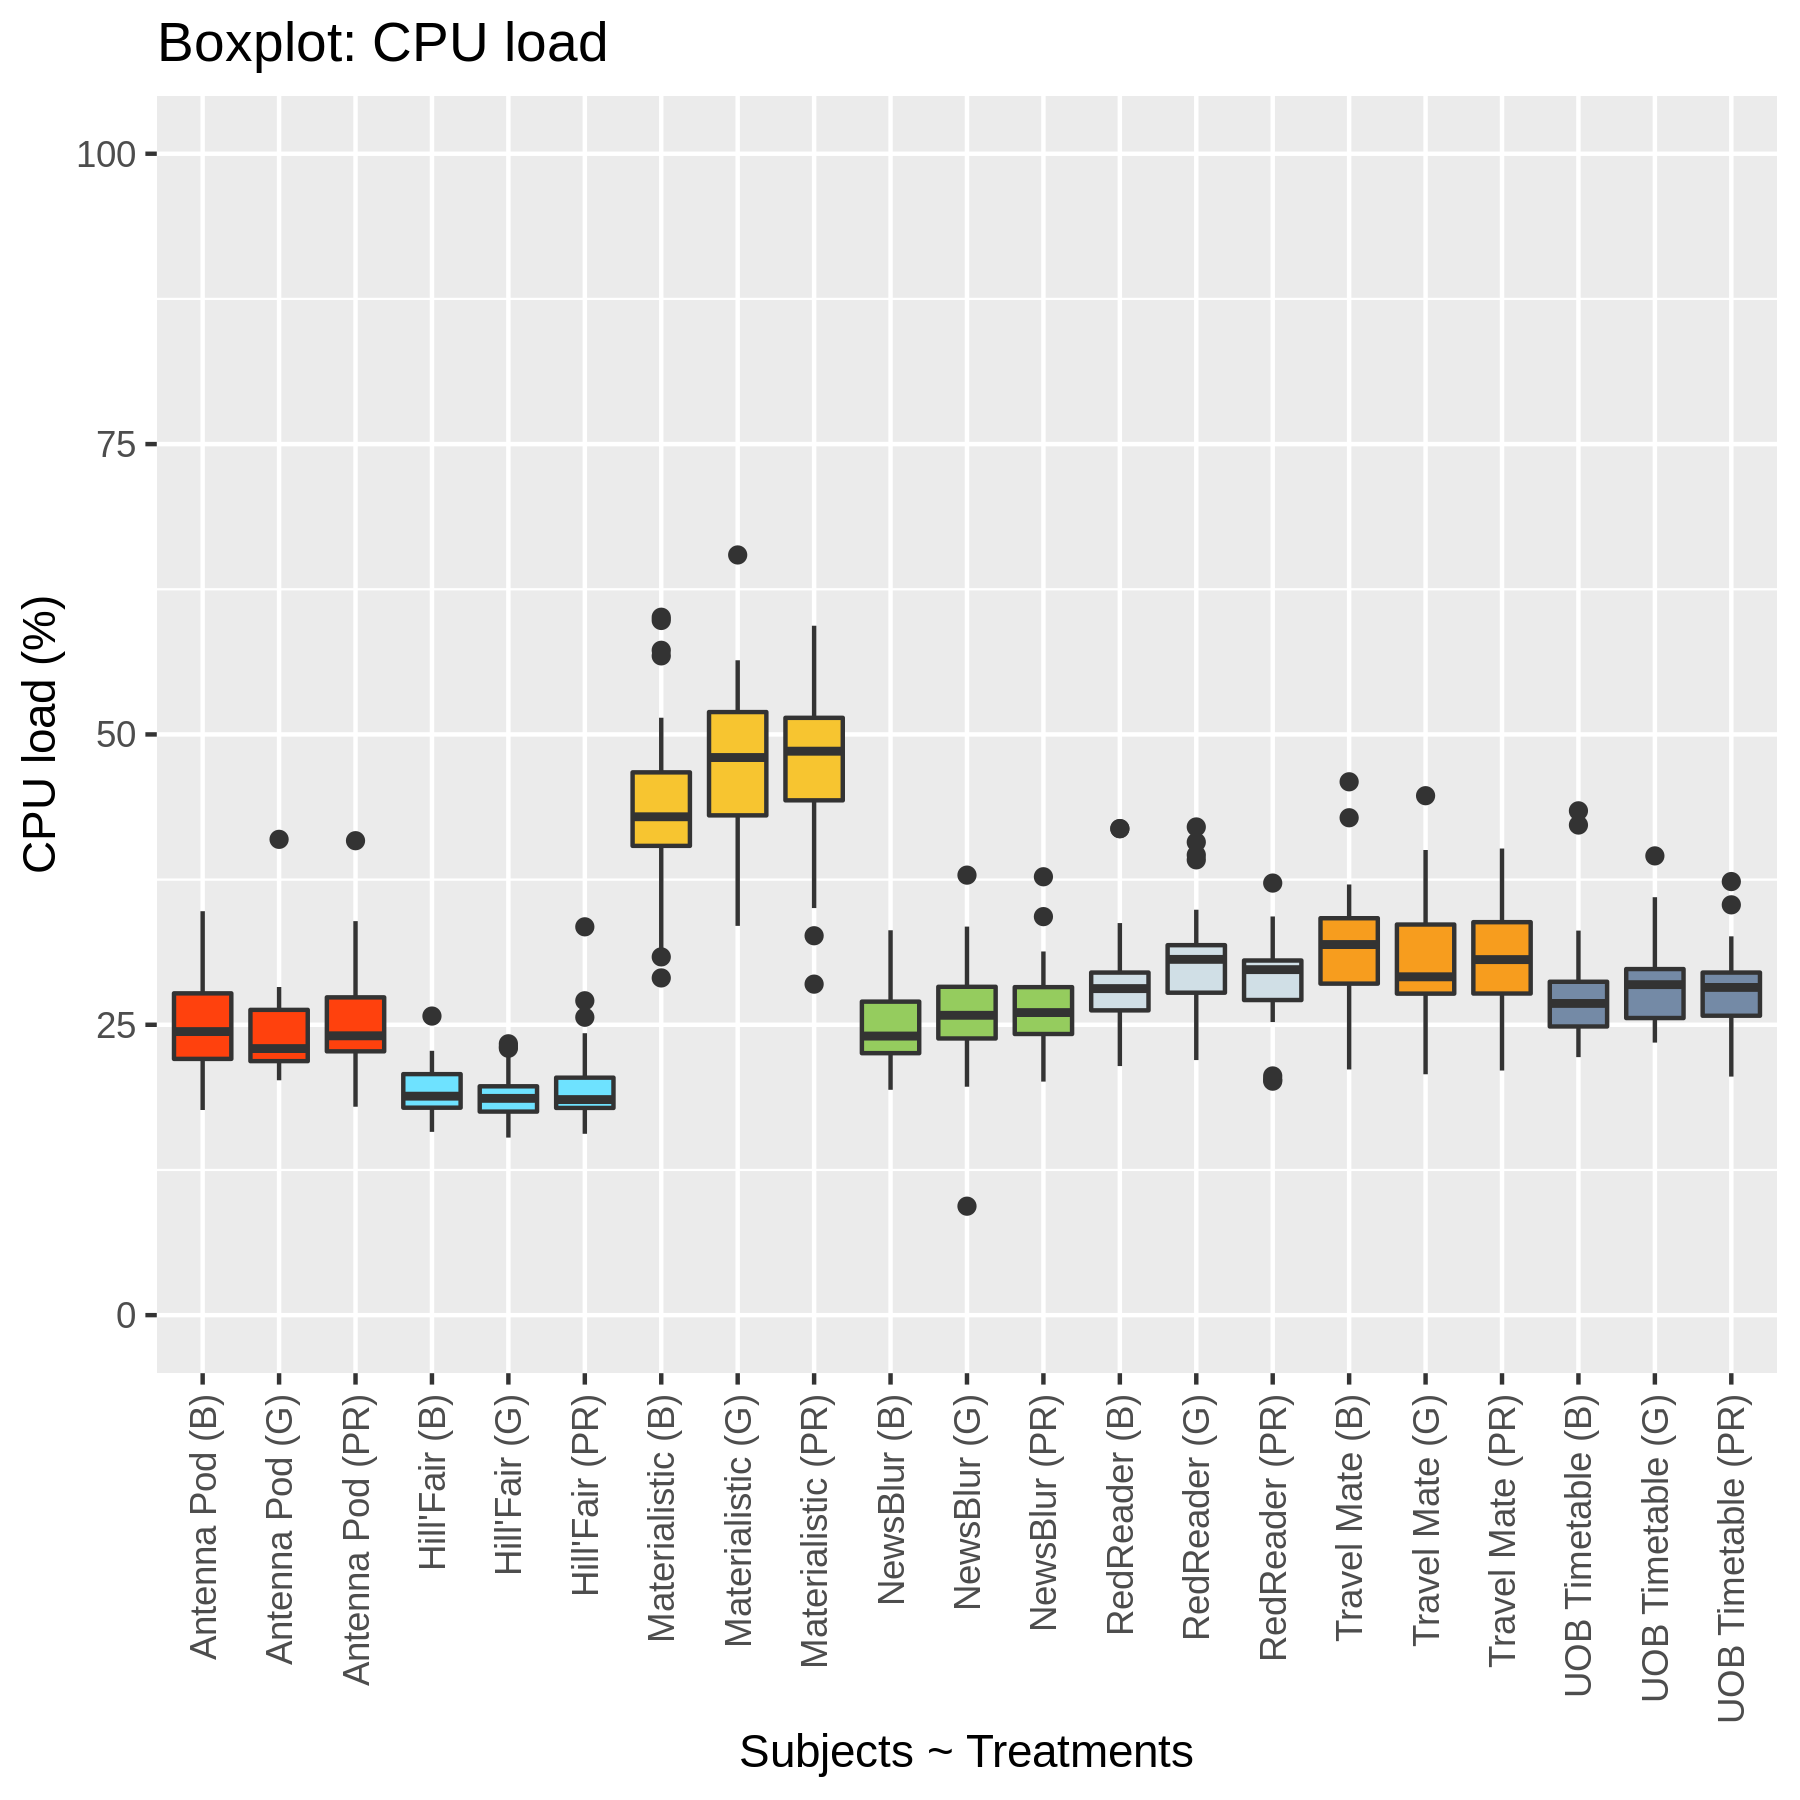 Boxplot: CPU load
CPU load (%)
100
75
50
25
0
Antenna Pod (B)
Antenna Pod (G)
Antenna Pod (PR)
Hill'Fair (B)
Hill'Fair (G)
Hill'Fair (PR)
Materialistic (B)
Materialistic (G)
Materialistic (PR)
NewsBlur (B)
NewsBlur (G)
NewsBlur (PR)
RedReader (B)
RedReader (G)
RedReader (PR)
Travel Mate (B)
Travel Mate (G)
Travel Mate (PR)
UOB Timetable (B)
UOB Timetable (G)
UOB Timetable (PR)
Subjects ~ Treatments